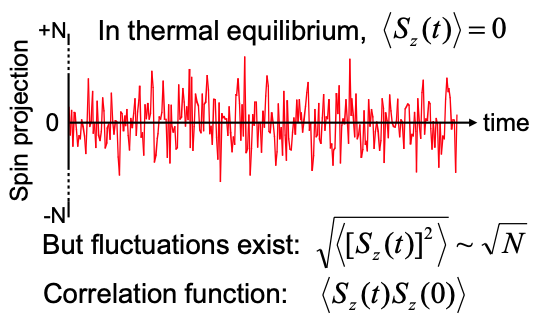 +N
In thermal equilibrium, ⟨S_z(t)⟩ = 0
Spin projection
0
time
-N
But fluctuations exist: √⟨[S_z(t)]²⟩ ~ √N
Correlation function: ⟨S_z(t)S_z(0)⟩